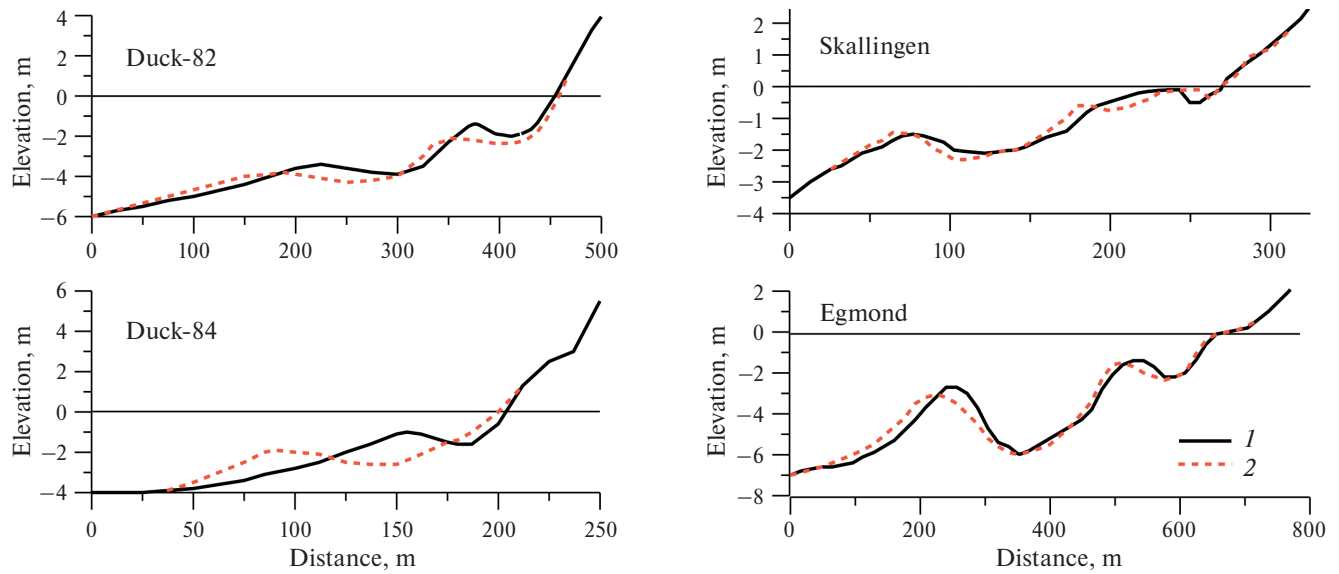 4
2
0
−2
−4
−6
Elevation, m
Duck-82
0 100 200 300 400 500
2
1
0
−1
−2
−3
−4
Elevation, m
Skallingen
0 100 200 300
6
4
2
0
−2
−4
Elevation, m
Duck-84
0 50 100 150 200 250
Distance, m
2
0
−2
−4
−6
−8
Elevation, m
Egmond
1
2
0 200 400 600 800
Distance, m